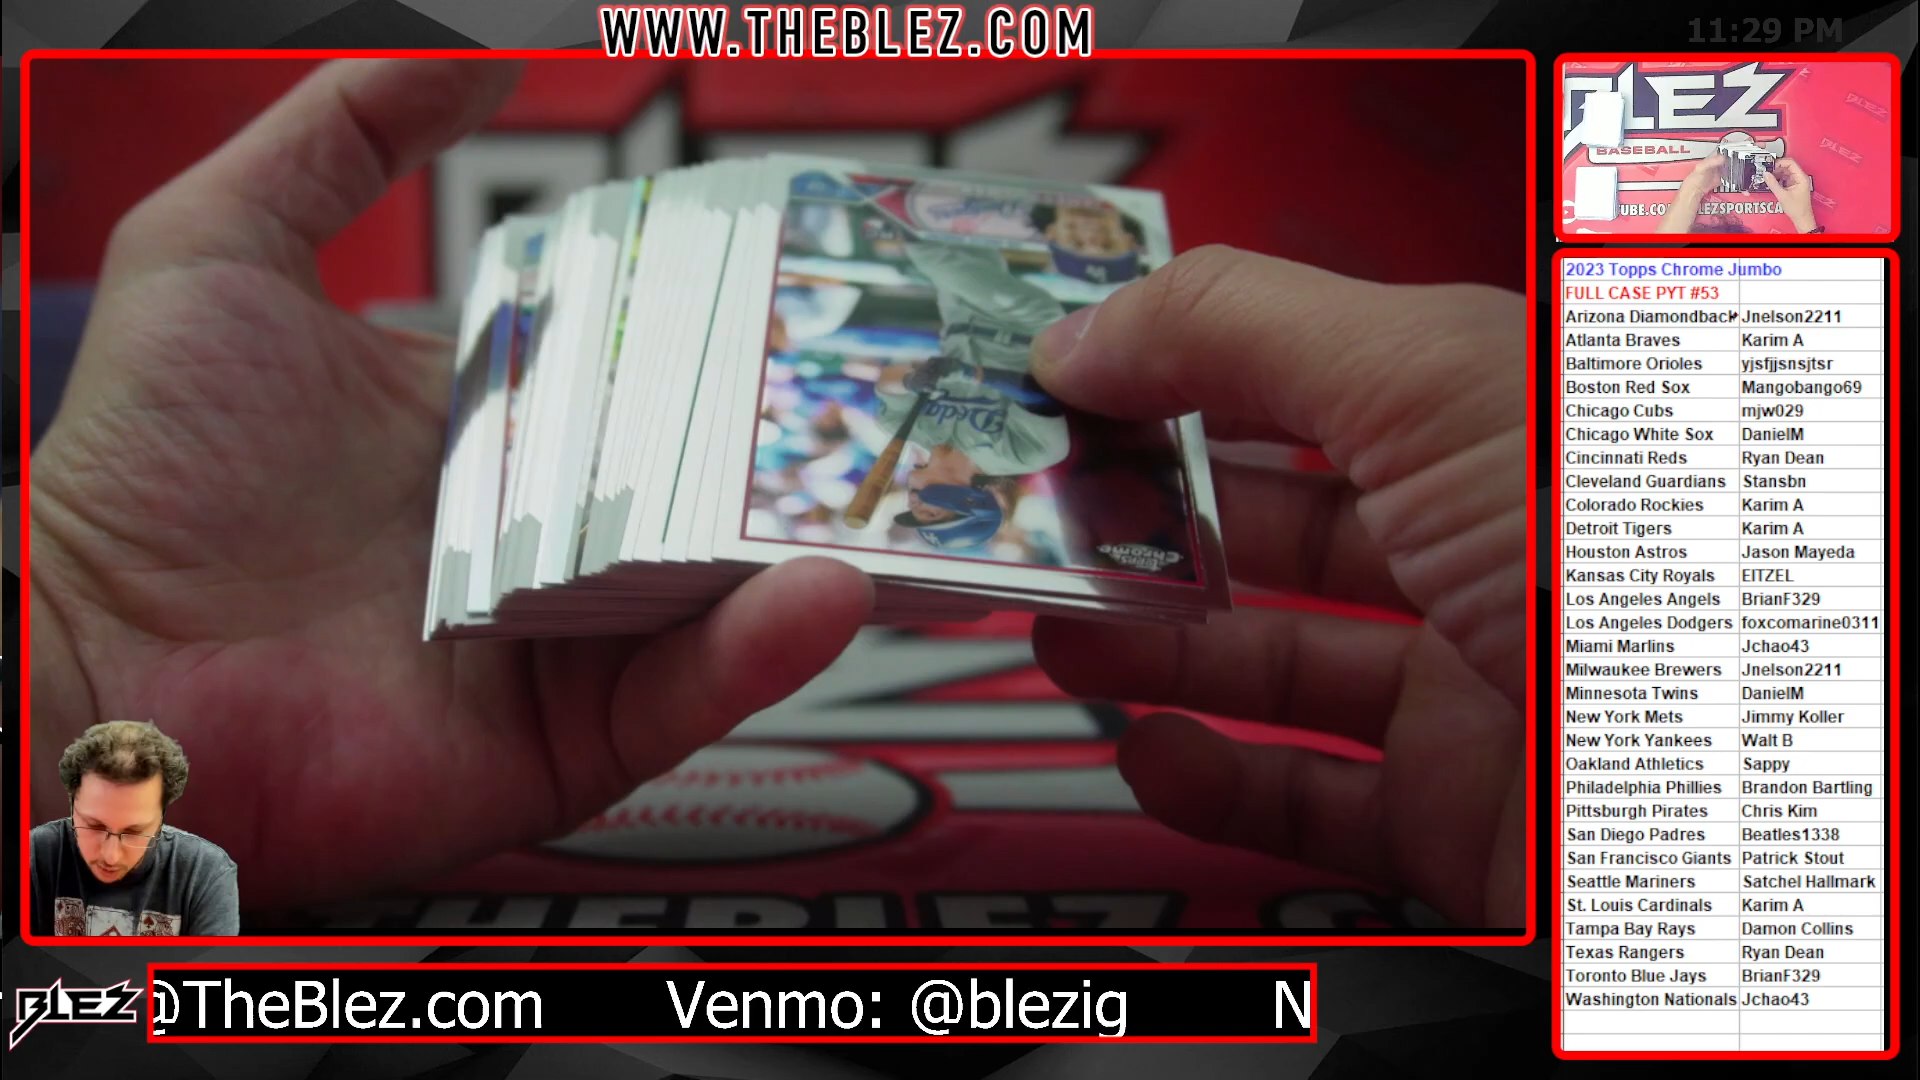 WWW.THEBLEZ.COM
11:29 PM
BLEZ
BASEBALL
Dodgers
Topps
Chrome
2023 Topps Chrome Jumbo
FULL CASE PYT #53
Arizona Diamondback Jnelson2211
Atlanta Braves Karim A
Baltimore Orioles yjsfjjsnsjtsr
Boston Red Sox Mangobango69
Chicago Cubs mjw029
Chicago White Sox DanielM
Cincinnati Reds Ryan Dean
Cleveland Guardians Stansbn
Colorado Rockies Karim A
Detroit Tigers Karim A
Houston Astros Jason Mayeda
Kansas City Royals EITZEL
Los Angeles Angels BrianF329
Los Angeles Dodgers foxcomarine0311
Miami Marlins Jchao43
Milwaukee Brewers Jnelson2211
Minnesota Twins DanielM
New York Mets Jimmy Koller
New York Yankees Walt B
Oakland Athletics Sappy
Philadelphia Phillies Brandon Bartling
Pittsburgh Pirates Chris Kim
San Diego Padres Beatles1338
San Francisco Giants Patrick Stout
Seattle Mariners Satchel Hallmark
St. Louis Cardinals Karim A
Tampa Bay Rays Damon Collins
Texas Rangers Ryan Dean
Toronto Blue Jays BrianF329
Washington Nationals Jchao43
BLEZ
@TheBlez.com Venmo: @blezig N